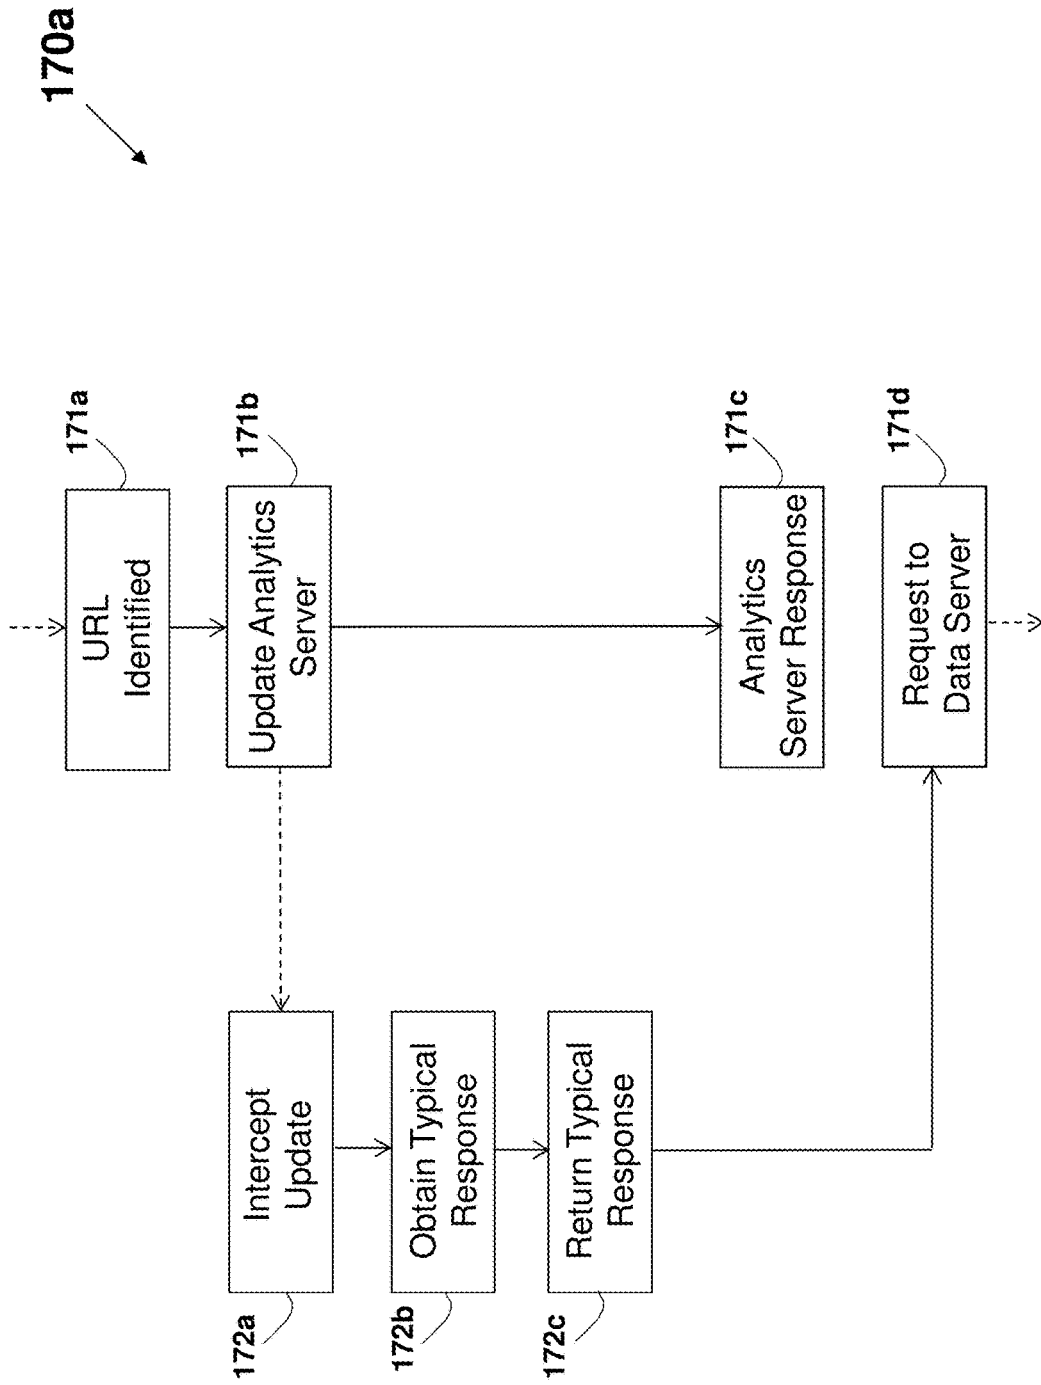 170a
171a
URL
Identified
171b
Update Analytics
Server
171c
Analytics
Server Response
171d
Request to
Data Server
172a
Intercept
Update
172b
Obtain Typical
Response
172c
Return Typical
Response